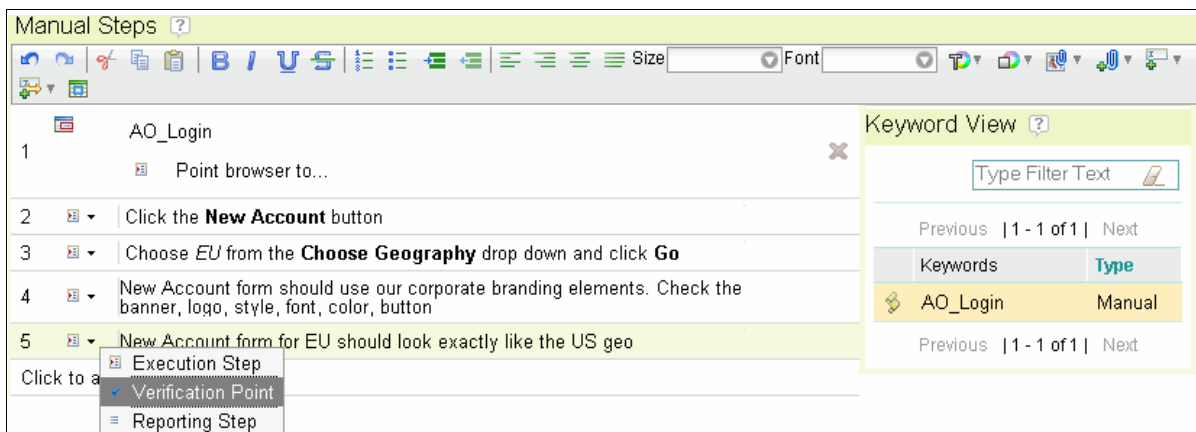 Manual Steps ?
B I U S Size Font
AO_Login
1
Point browser to...
2 Click the New Account button
3 Choose EU from the Choose Geography drop down and click Go
4 New Account form should use our corporate branding elements. Check the
banner, logo, style, font, color, button
5 New Account form for EU should look exactly like the US geo
Click to a
Execution Step
Verification Point
Reporting Step
Keyword View ?
Type Filter Text
Previous | 1 - 1 of 1 | Next
Keywords Type
AO_Login Manual
Previous | 1 - 1 of 1 | Next